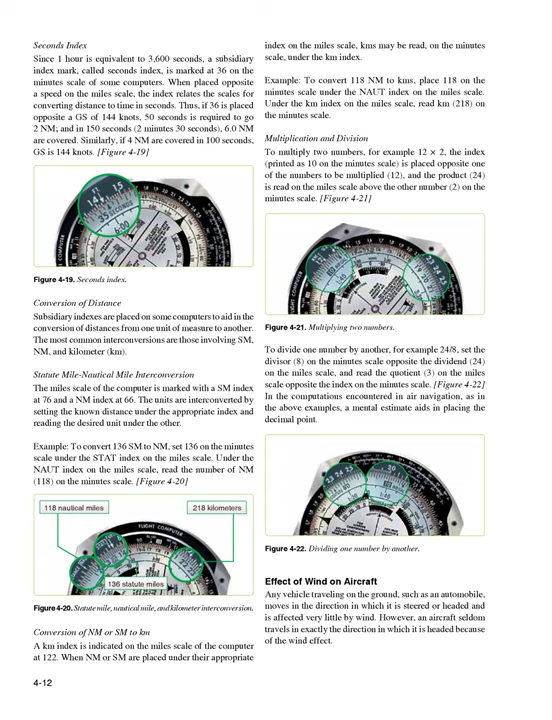 Seconds Index
Since 1 hour is equivalent to 3,600 seconds, a subsidiary
index mark, called seconds index, is marked at 36 on the
minutes scale of some computers. When placed opposite
a speed on the miles scale, the index relates the scales for
converting distance to time in seconds. Thus, if 36 is placed
opposite a GS of 144 knots, 50 seconds is required to go
2 NM; and in 150 seconds (2 minutes 30 seconds), 6.0 NM
are covered. Similarly, if 4 NM are covered in 100 seconds,
GS is 144 knots. [Figure 4-19]
Figure 4-19. Seconds index.
Conversion of Distance
Subsidiary indexes are placed on some computers to aid in the
conversion of distances from one unit of measure to another.
The most common interconversions are those involving SM,
NM, and kilometer (km).
Statute Mile-Nautical Mile Interconversion
The miles scale of the computer is marked with a SM index
at 76 and a NM index at 66. The units are interconverted by
setting the known distance under the appropriate index and
reading the desired unit under the other.
Example: To convert 136 SM to NM, set 136 on the minutes
scale under the STAT index on the miles scale. Under the
NAUT index on the miles scale, read the number of NM
(118) on the minutes scale. [Figure 4-20]
118 nautical miles
218 kilometers
FLIGHT COMPUTER
136 statute miles
Figure 4-20. Statute mile, nautical mile, and kilometer interconversion.
Conversion of NM or SM to km
A km index is indicated on the miles scale of the computer
at 122. When NM or SM are placed under their appropriate
index on the miles scale, kms may be read, on the minutes
scale, under the km index.
Example: To convert 118 NM to kms, place 118 on the
minutes scale under the NAUT index on the miles scale.
Under the km index on the miles scale, read km (218) on
the minutes scale.
Multiplication and Division
To multiply two numbers, for example 12 × 2, the index
(printed as 10 on the minutes scale) is placed opposite one
of the numbers to be multiplied (12), and the product (24)
is read on the miles scale above the other number (2) on the
minutes scale. [Figure 4-21]
Figure 4-21. Multiplying two numbers.
To divide one number by another, for example 24/8, set the
divisor (8) on the minutes scale opposite the dividend (24)
on the miles scale, and read the quotient (3) on the miles
scale opposite the index on the minutes scale. [Figure 4-22]
In the computations encountered in air navigation, as in
the above examples, a mental estimate aids in placing the
decimal point.
Figure 4-22. Dividing one number by another.
Effect of Wind on Aircraft
Any vehicle traveling on the ground, such as an automobile,
moves in the direction in which it is steered or headed and
is affected very little by wind. However, an aircraft seldom
travels in exactly the direction in which it is headed because
of the wind effect.
4-12